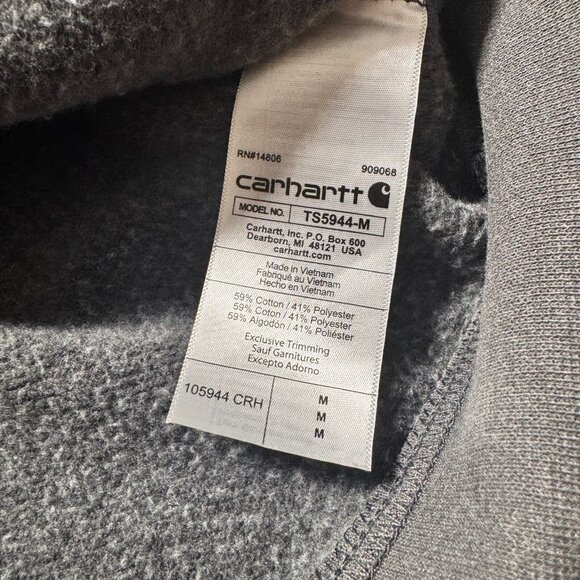 RN#14806 909068
carhartt
MODEL NO. TS5944-M
Carhartt, Inc. P.O. Box 600
Dearborn, MI 48121 USA
carhartt.com
Made in Vietnam
Fabriqué au Vietnam
Hecho en Vietnam
59% Cotton / 41% Polyester
59% Coton / 41% Polyester
59% Algodón / 41% Poliéster
Exclusive Trimming
Sauf Garnitures
Excepto Adorno
105944 CRH
M
M
M